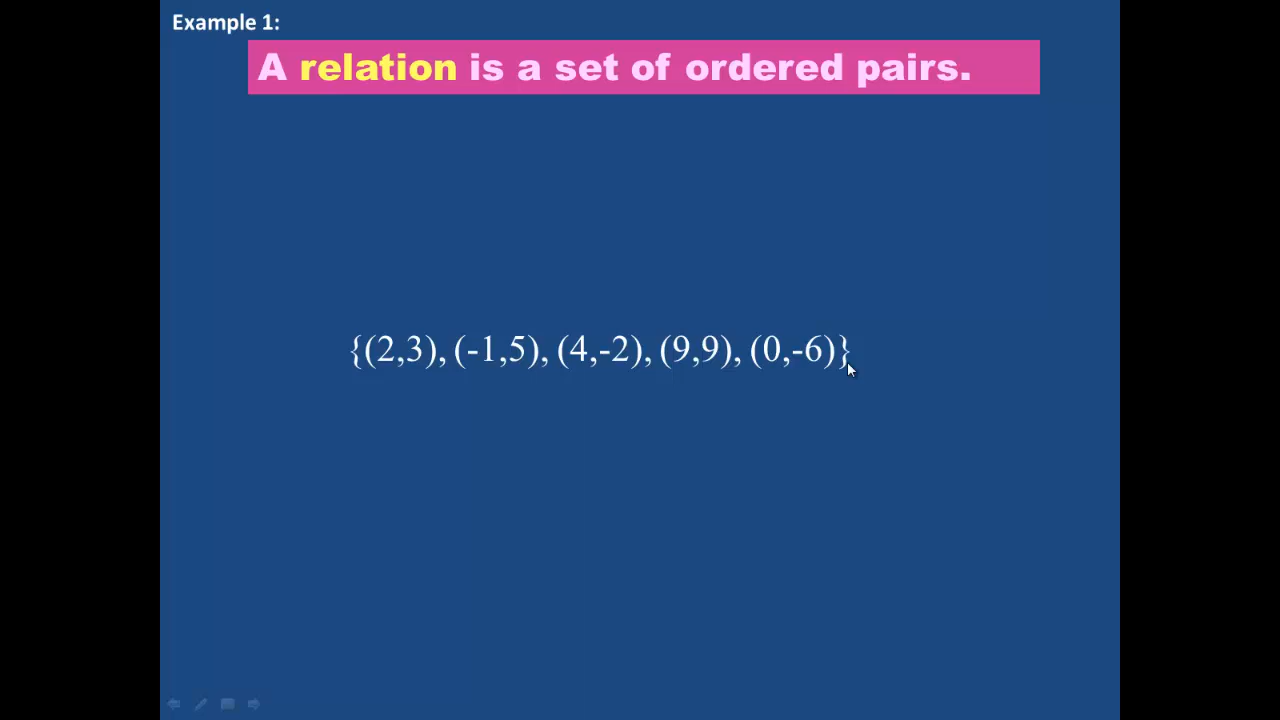 Example 1:
A relation is a set of ordered pairs.
{(2,3), (-1,5), (4,-2), (9,9), (0,-6)}